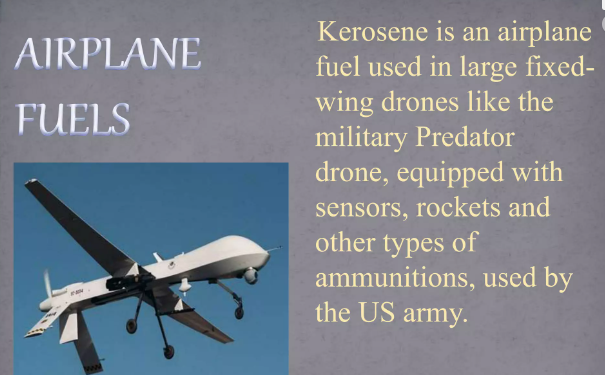 AIRPLANE
FUELS
Kerosene is an airplane
fuel used in large fixed-
wing drones like the
military Predator
drone, equipped with
sensors, rockets and
other types of
ammunitions, used by
the US army.